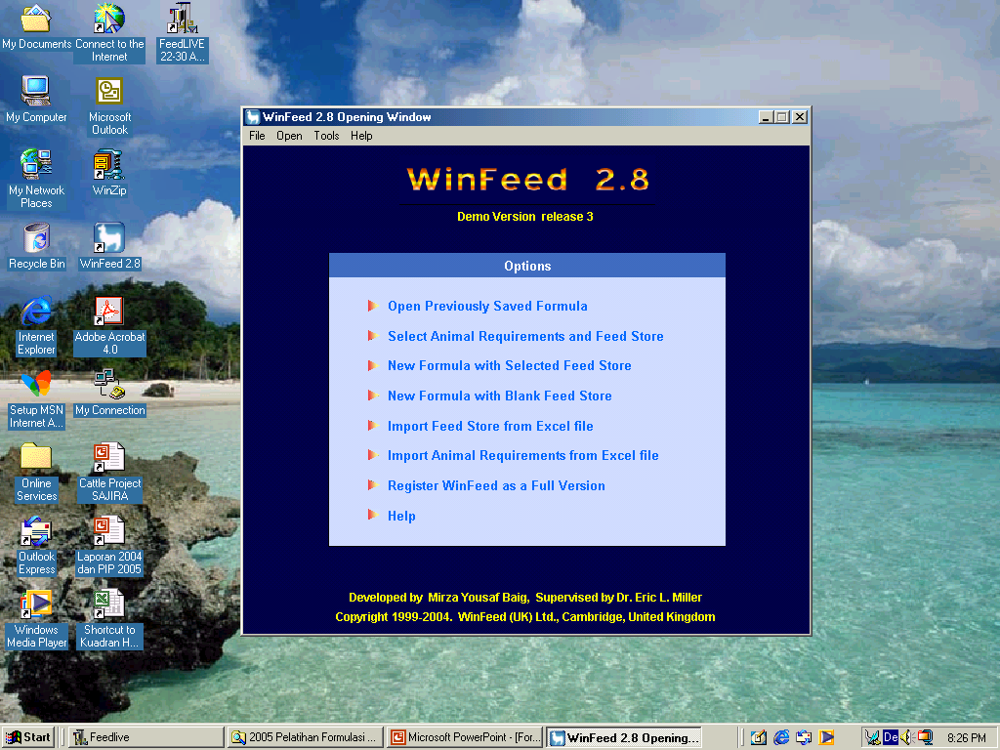 My Documents
Connect to the
Internet
FeedLIVE
22-30 A...
My Computer
Microsoft
Outlook
My Network
Places
WinZip
Recycle Bin
WinFeed 2.8
Internet
Explorer
Adobe Acrobat
4.0
Setup MSN
Internet A...
My Connection
Online
Services
Cattle Project
SAJIRA
Outlook
Express
Laporan 2004
dan PIP 2005
Windows
Media Player
Shortcut to
Kuadran H...
WinFeed 2.8 Opening Window
File Open Tools Help
WinFeed 2.8
Demo Version release 3
Options
Open Previously Saved Formula
Select Animal Requirements and Feed Store
New Formula with Selected Feed Store
New Formula with Blank Feed Store
Import Feed Store from Excel file
Import Animal Requirements from Excel file
Register WinFeed as a Full Version
Help
Developed by Mirza Yousaf Baig, Supervised by Dr. Eric L. Miller
Copyright 1999-2004. WinFeed (UK) Ltd., Cambridge, United Kingdom
Start Feedlive 2005 Pelatihan Formulasi ... Microsoft PowerPoint - [For... WinFeed 2.8 Opening... De 8:26 PM